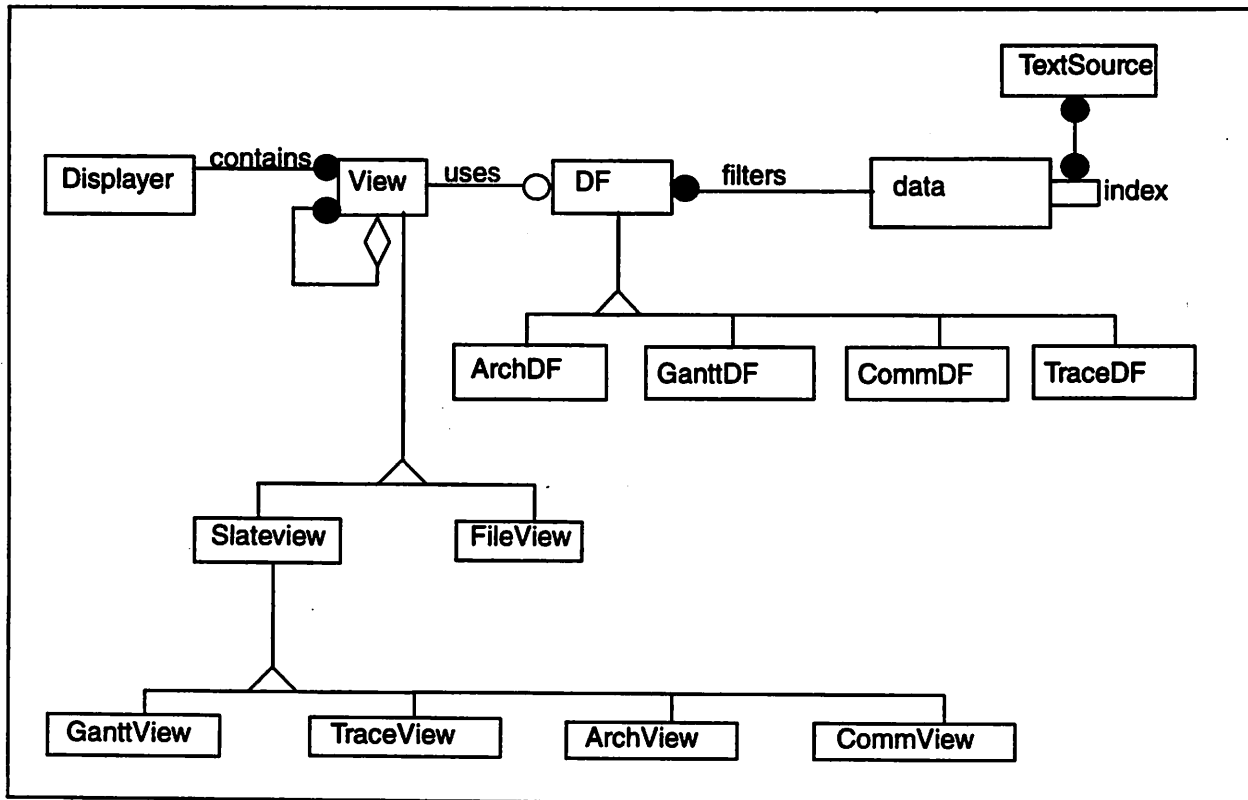 TextSource
contains
uses
filters
Displayer
View
DF
data
index
ArchDF
GanttDF
CommDF
TraceDF
Slateview
FileView
GanttView
TraceView
ArchView
CommView